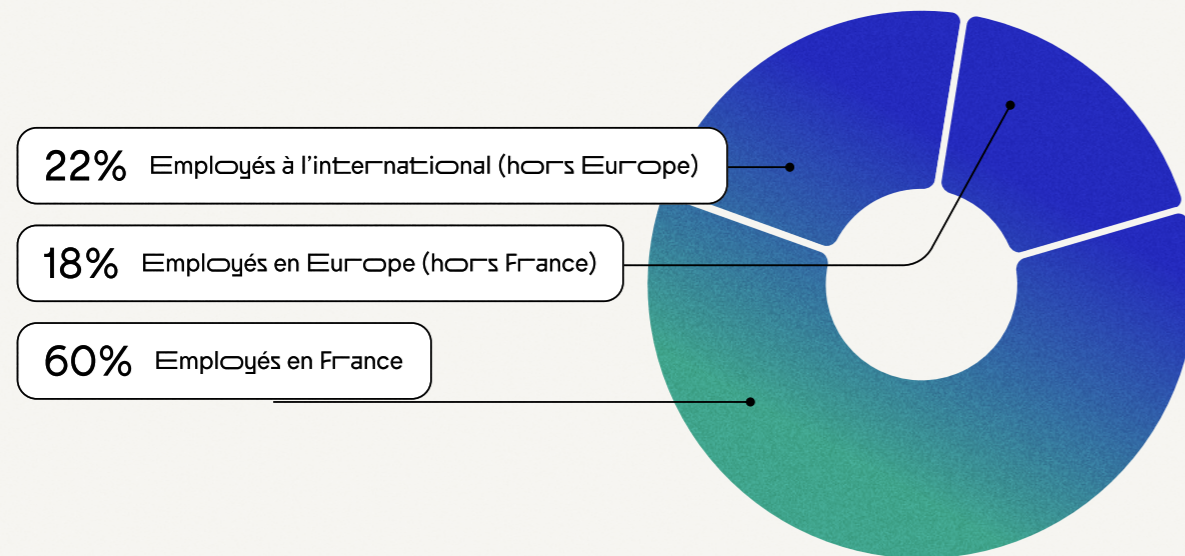 22% Employés à l'international (hors Europe)
18% Employés en Europe (hors France)
60% Employés en France